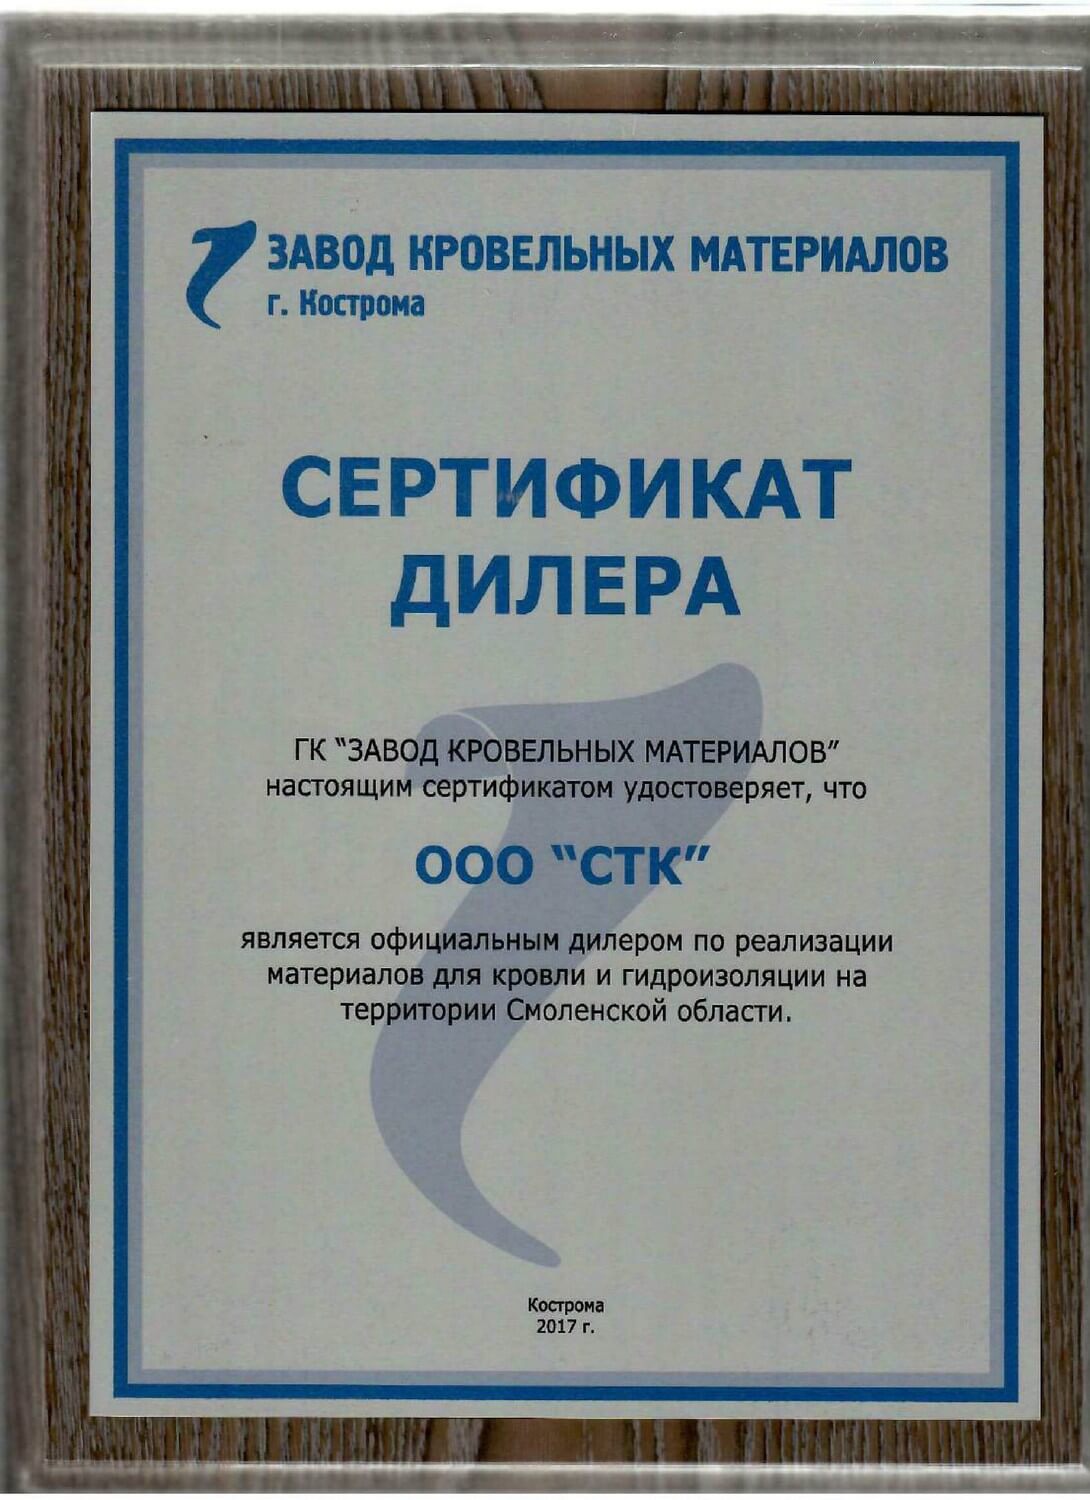 ЗАВОД КРОВЕЛЬНЫХ МАТЕРИАЛОВ
г. Кострома
СЕРТИФИКАТ
ДИЛЕРА
ГК "ЗАВОД КРОВЕЛЬНЫХ МАТЕРИАЛОВ"
настоящим сертификатом удостоверяет, что
ООО "СТК"
является официальным дилером по реализации
материалов для кровли и гидроизоляции на
территории Смоленской области.
Кострома
2017 г.